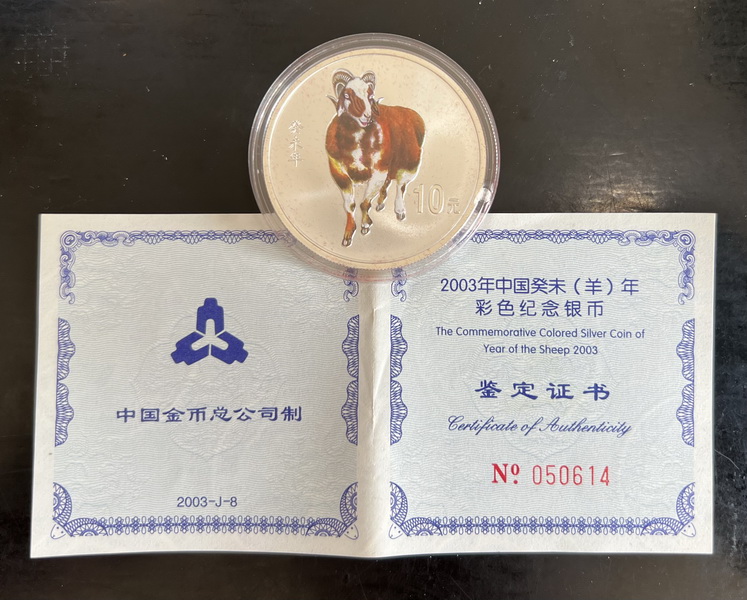 癸未年
10元
中国金币总公司制
2003-J-8
2003年中国癸未（羊）年
彩色纪念银币
The Commemorative Colored Silver Coin of
Year of the Sheep 2003
鉴定证书
Certificate of Authenticity
Nº 050614